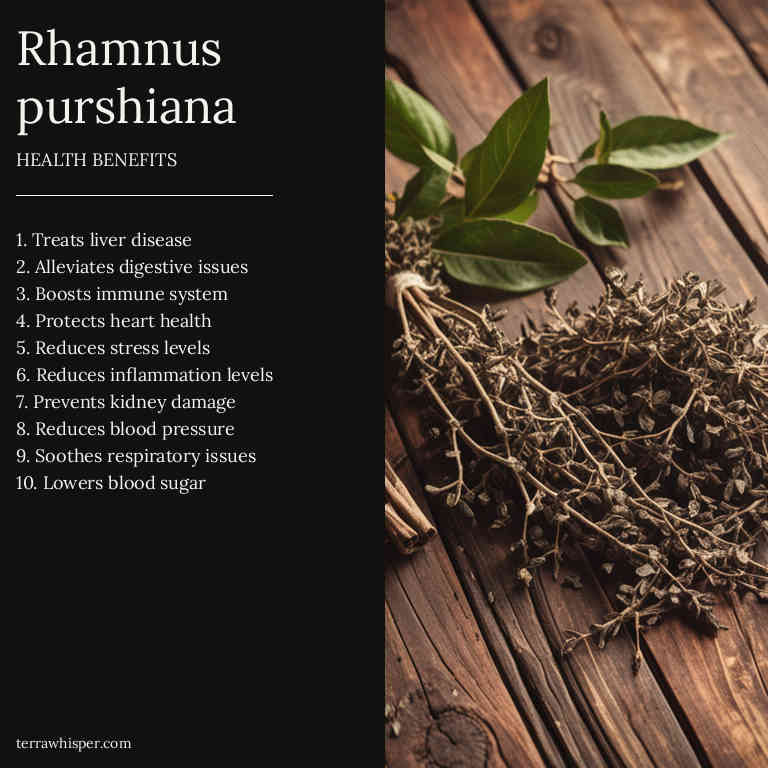 Rhamnus
purshiana
HEALTH BENEFITS
1. Treats liver disease
2. Alleviates digestive issues
3. Boosts immune system
4. Protects heart health
5. Reduces stress levels
6. Reduces inflammation levels
7. Prevents kidney damage
8. Reduces blood pressure
9. Soothes respiratory issues
10. Lowers blood sugar
terrawhisper.com